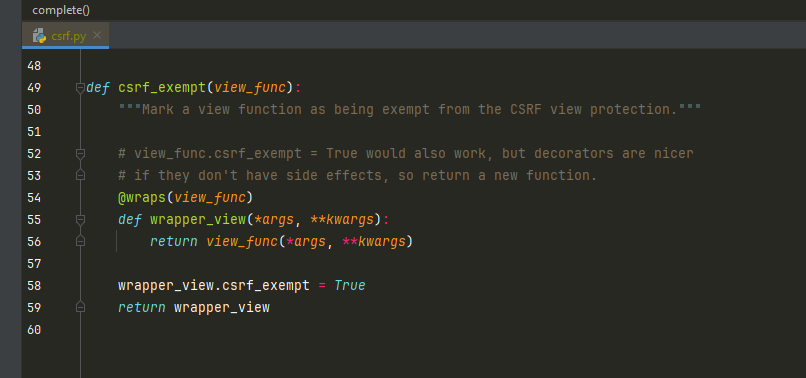 complete()
csrf.py
48
49 def csrf_exempt(view_func):
50 """Mark a view function as being exempt from the CSRF view protection."""
51
52 # view_func.csrf_exempt = True would also work, but decorators are nicer
53 # if they don't have side effects, so return a new function.
54 @wraps(view_func)
55 def wrapper_view(*args, **kwargs):
56 return view_func(*args, **kwargs)
57
58 wrapper_view.csrf_exempt = True
59 return wrapper_view
60